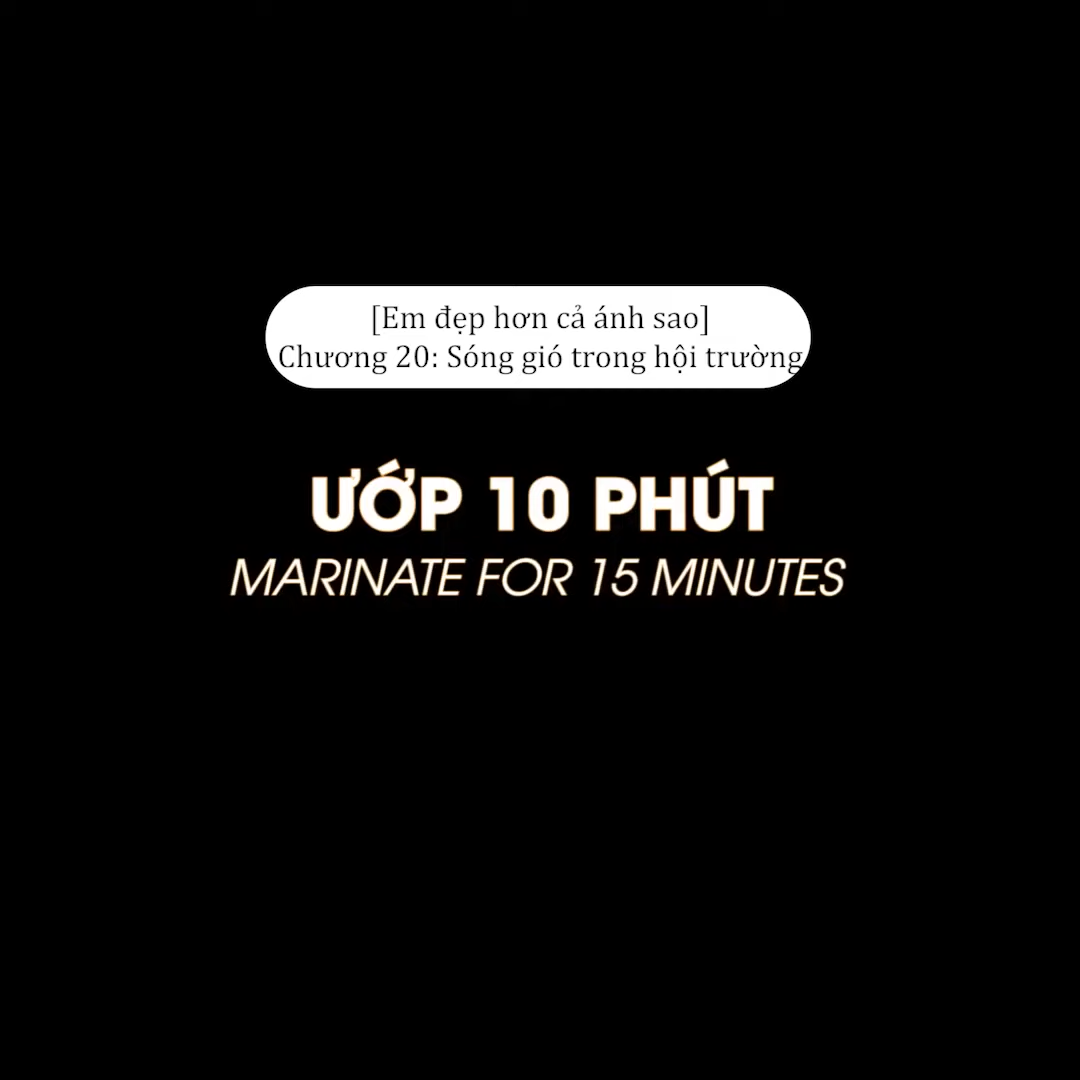 [Em đẹp hơn cả ánh sao]
Chương 20: Sóng gió trong hội trường
ƯỚP 10 PHÚT
MARINATE FOR 15 MINUTES